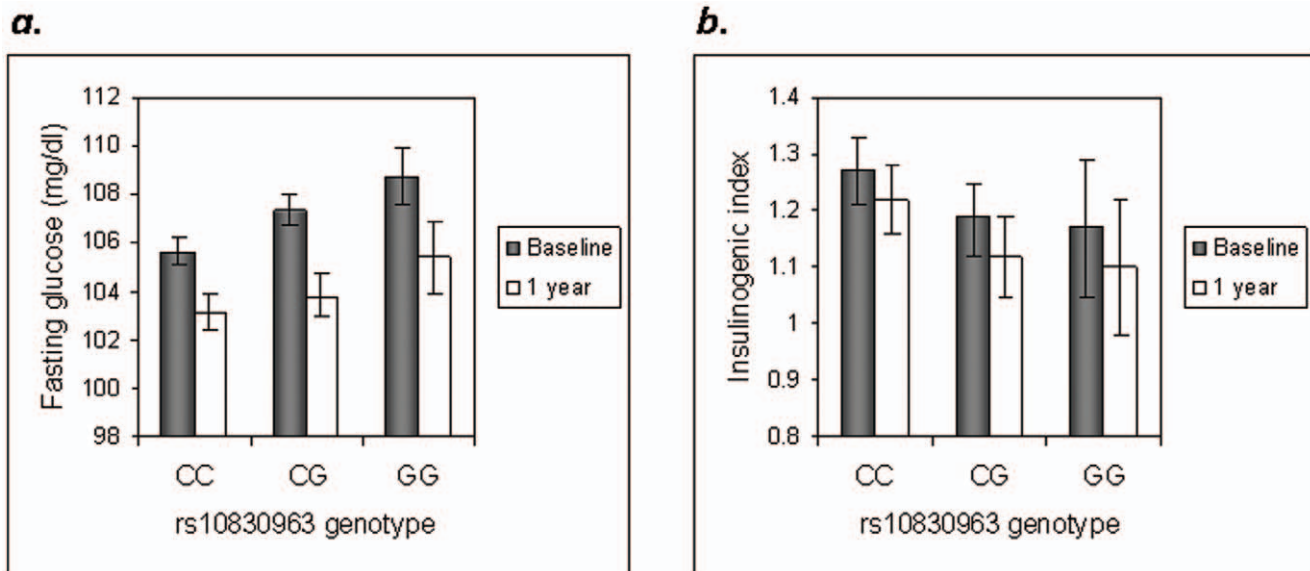 a.
112
110
108
106
104
102
100
98
Fasting glucose (mg/dl)
CC CG GG
rs10830963 genotype
Baseline
1 year
b.
1.4
1.3
1.2
1.1
1
0.9
0.8
Insulinogenic index
CC CG GG
rs10830963 genotype
Baseline
1 year